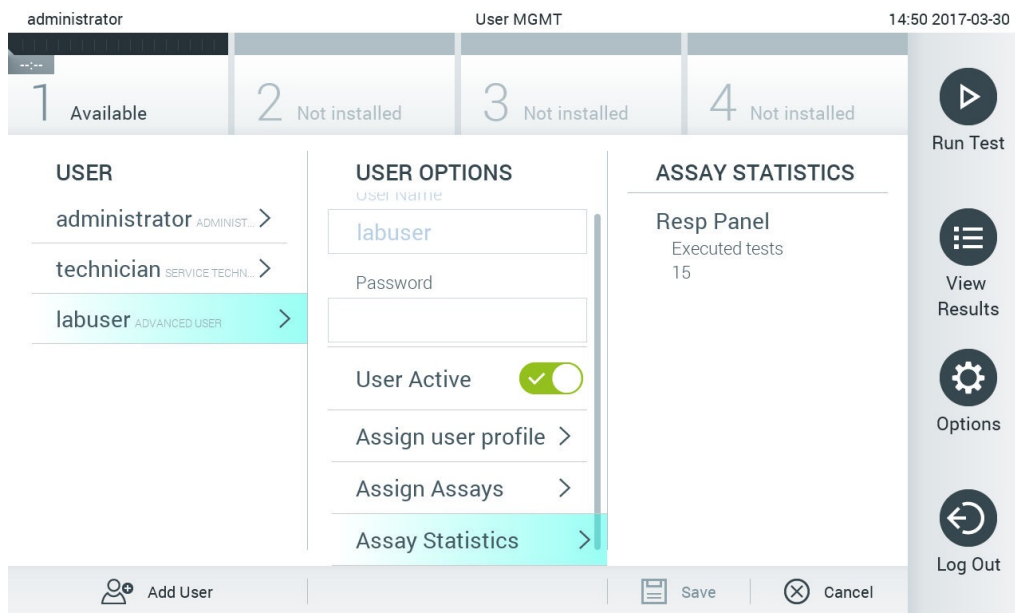 administrator
User MGMT
14:50 2017-03-30
--:--
1 Available
2 Not installed
3 Not installed
4 Not installed
Run Test
View
Results
Options
Log Out
USER
administrator ADMINIST...
technician SERVICE TECHN...
labuser ADVANCED USER
USER OPTIONS
User Name
labuser
Password
User Active
Assign user profile
Assign Assays
Assay Statistics
ASSAY STATISTICS
Resp Panel
Executed tests
15
Add User
Save
Cancel